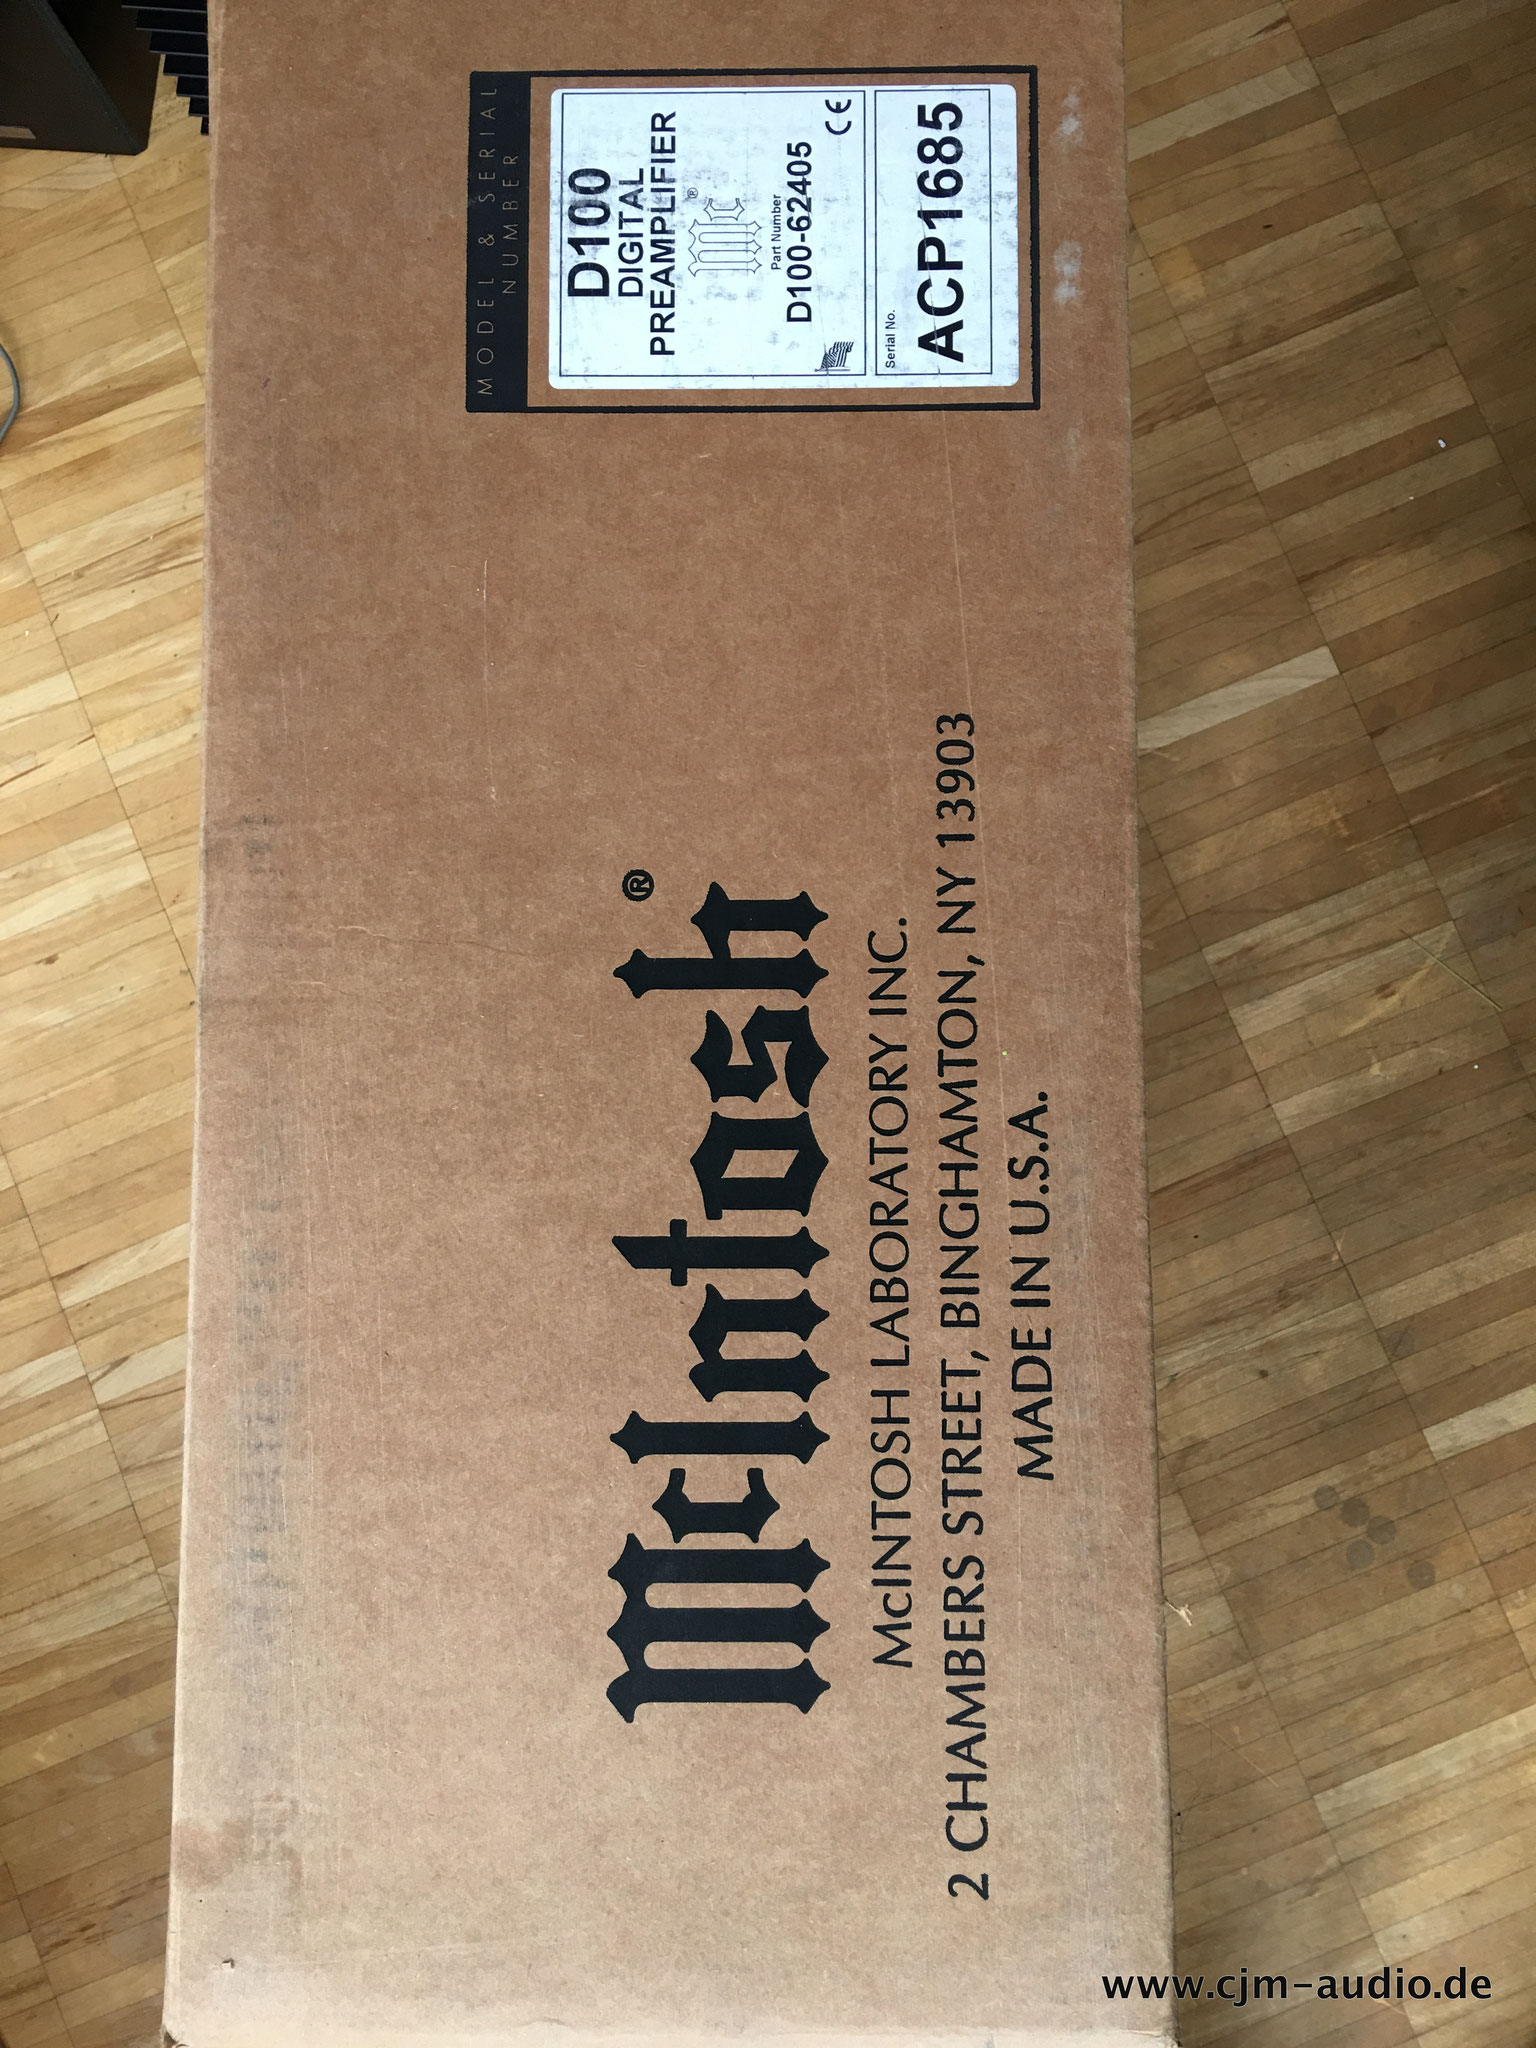 MODEL & SERIAL
NUMBER
D100
DIGITAL
PREAMPLIFIER
Mc®
Part Number
D100-62405
CE
Serial No.
ACP1685
McIntosh®
McINTOSH LABORATORY INC.
2 CHAMBERS STREET, BINGHAMTON, NY 13903
MADE IN U.S.A.
www.cjm-audio.de